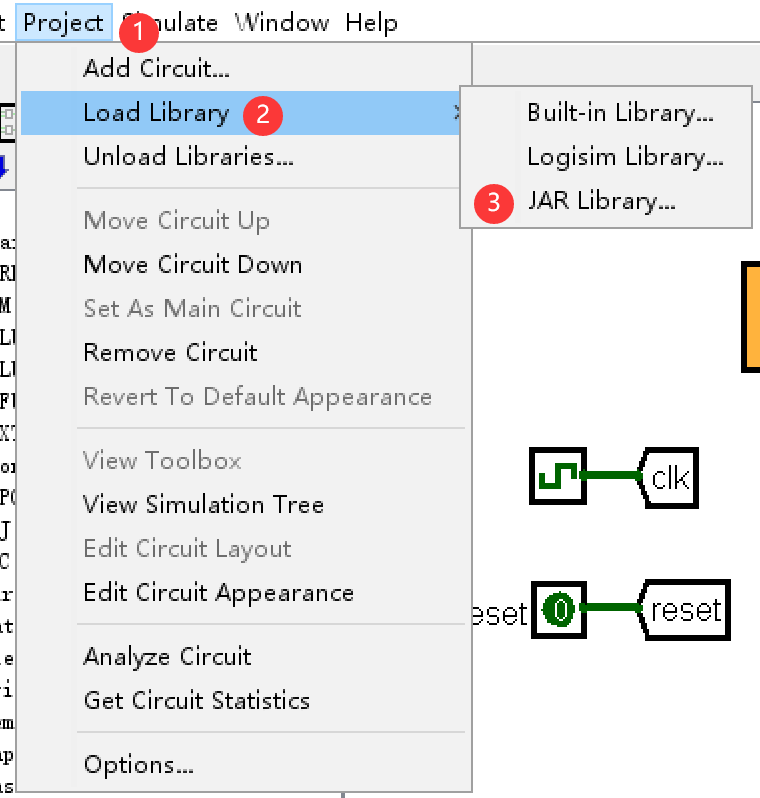 Project 1 Simulate Window Help
Add Circuit...
Load Library 2
Unload Libraries...
Built-in Library...
Logisim Library...
3 JAR Library...
Move Circuit Up
Move Circuit Down
Set As Main Circuit
Remove Circuit
Revert To Default Appearance
View Toolbox
View Simulation Tree
Edit Circuit Layout
Edit Circuit Appearance
Analyze Circuit
Get Circuit Statistics
Options...
clk
0 reset